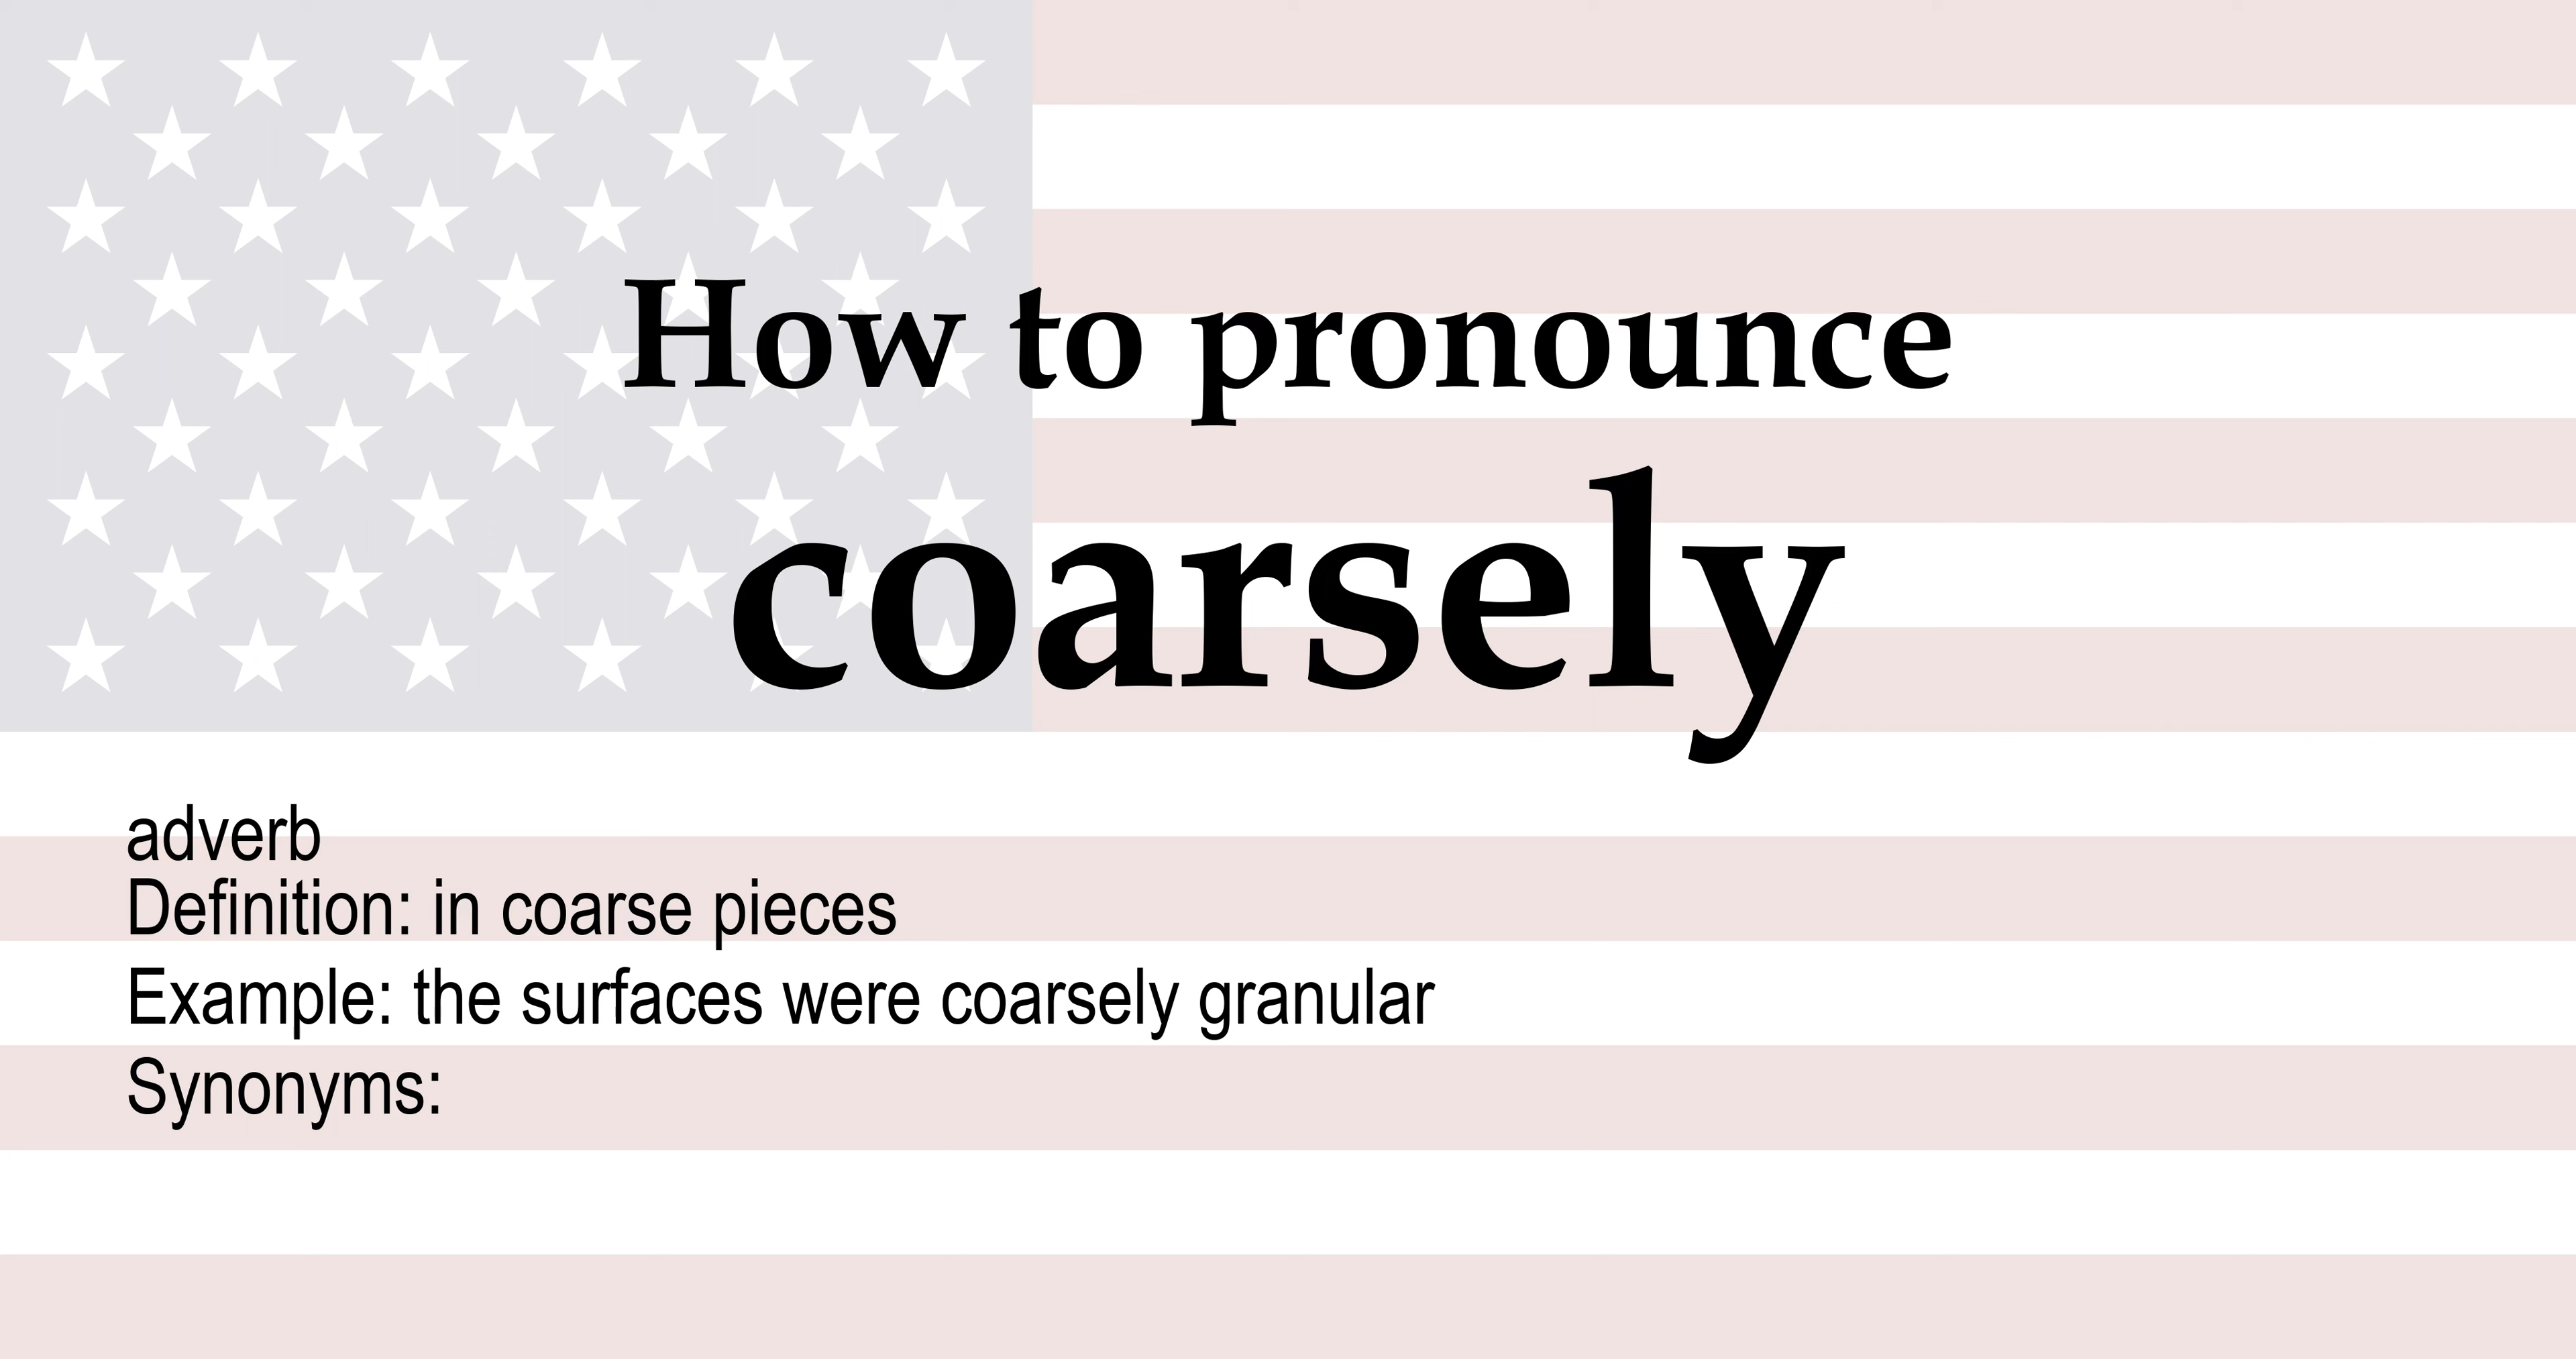 How to pronounce
coarsely
adverb
Definition: in coarse pieces
Example: the surfaces were coarsely granular
Synonyms: